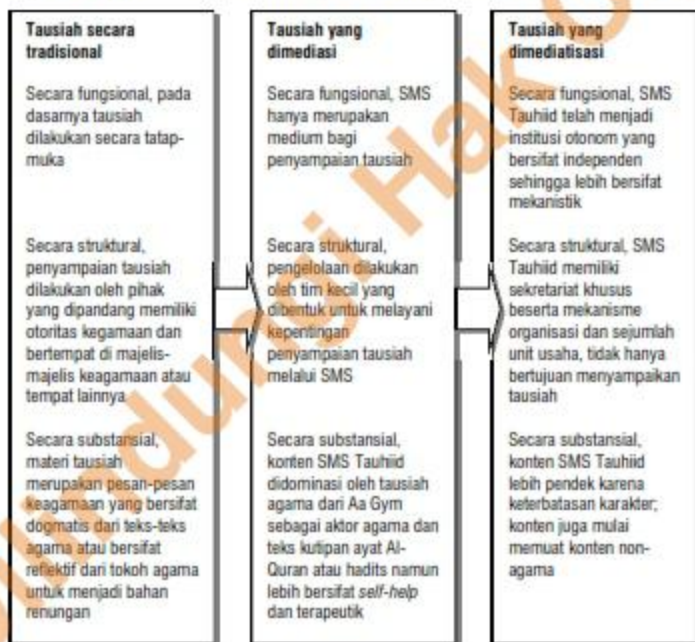 Tausiah secara
tradisional
Secara fungsional, pada
dasarnya tausiah
dilakukan secara tatap-
muka
Secara struktural,
penyampaian tausiah
dilakukan oleh pihak
yang dipandang memiliki
otoritas kegamaan dan
bertempat di majelis-
majelis keagamaan atau
tempat lainnya
Secara substansial,
materi tausiah
merupakan pesan-pesan
keagamaan yang bersifat
dogmatis dari teks-teks
agama atau bersifat
reflektif dari tokoh agama
untuk menjadi bahan
renungan
Tausiah yang
dimediasi
Secara fungsional, SMS
hanya merupakan
medium bagi
penyampaian tausiah
Secara struktural,
pengelolaan dilakukan
oleh tim kecil yang
dibentuk untuk melayani
kepentingan
penyampaian tausiah
melalui SMS
Secara substansial,
konten SMS Tauhiid
didominasi oleh tausiah
agama dari Aa Gym
sebagai aktor agama dan
teks kutipan ayat Al-
Quran atau hadits namun
lebih bersifat self-help
dan terapeutik
Tausiah yang
dimediatisasi
Secara fungsional, SMS
Tauhiid telah menjadi
institusi otonom yang
bersifat independen
sehingga lebih bersifat
mekanistik
Secara struktural, SMS
Tauhiid memiliki
sekretariat khusus
beserta mekanisme
organisasi dan sejumlah
unit usaha, tidak hanya
bertujuan menyampaikan
tausiah
Secara substansial,
konten SMS Tauhiid
lebih pendek karena
keterbatasan karakter;
konten juga mulai
memuat konten non-
agama
lindungi Hak